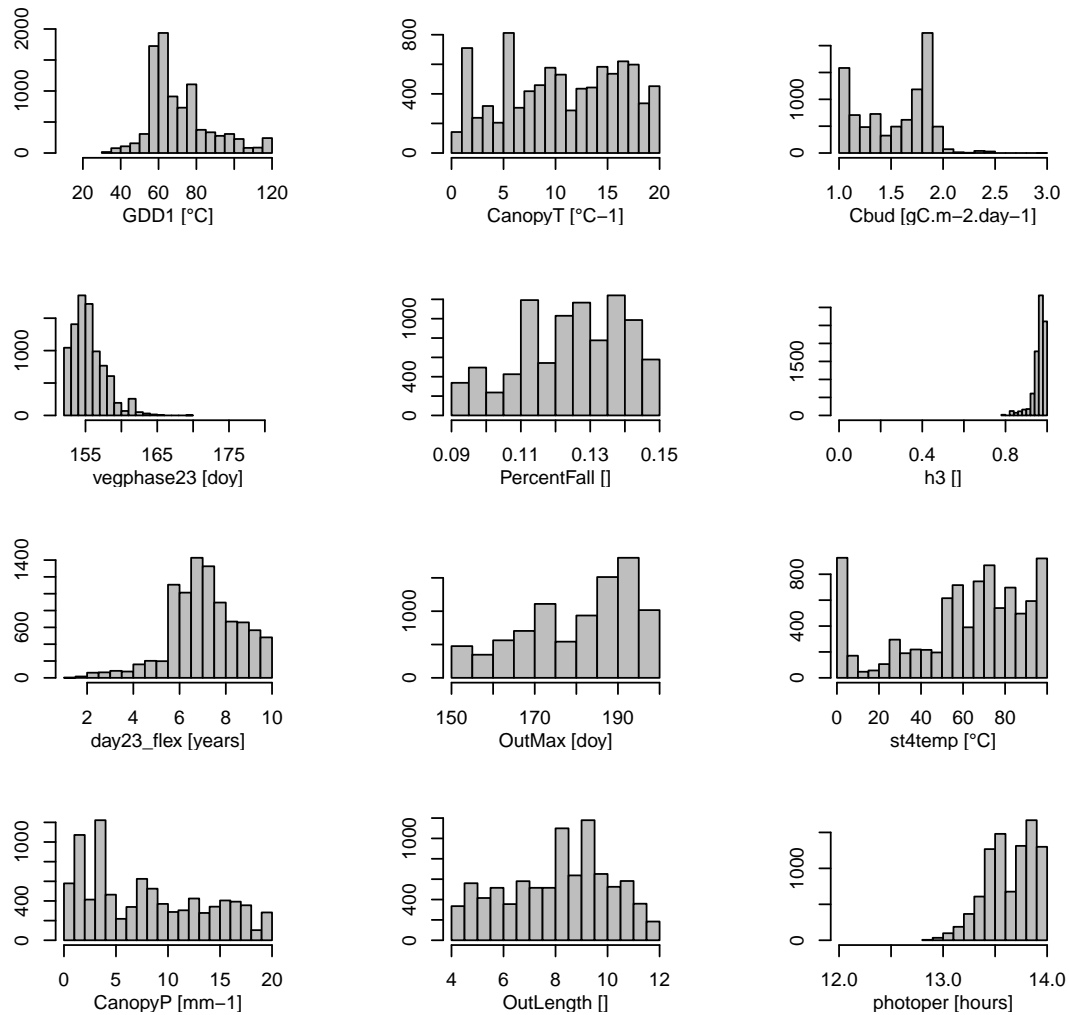 0 1000 2000
20 40 60 80 120
GDD1 [°C]
0 400 800
0 5 10 15 20
CanopyT [°C−1]
0 1000
1.0 1.5 2.0 2.5 3.0
Cbud [gC.m−2.day−1]
0 1000
155 165 175
vegphase23 [doy]
0 400 1000
0.09 0.11 0.13 0.15
PercentFall []
0 1500
0.0 0.4 0.8
h3 []
0 600 1400
2 4 6 8 10
day23_flex [years]
0 1000
150 170 190
OutMax [doy]
0 400 800
0 20 40 60 80
st4temp [°C]
0 400 1000
0 5 10 15 20
CanopyP [mm−1]
0 400 1000
4 6 8 10 12
OutLength []
0 1000
12.0 13.0 14.0
photoper [hours]